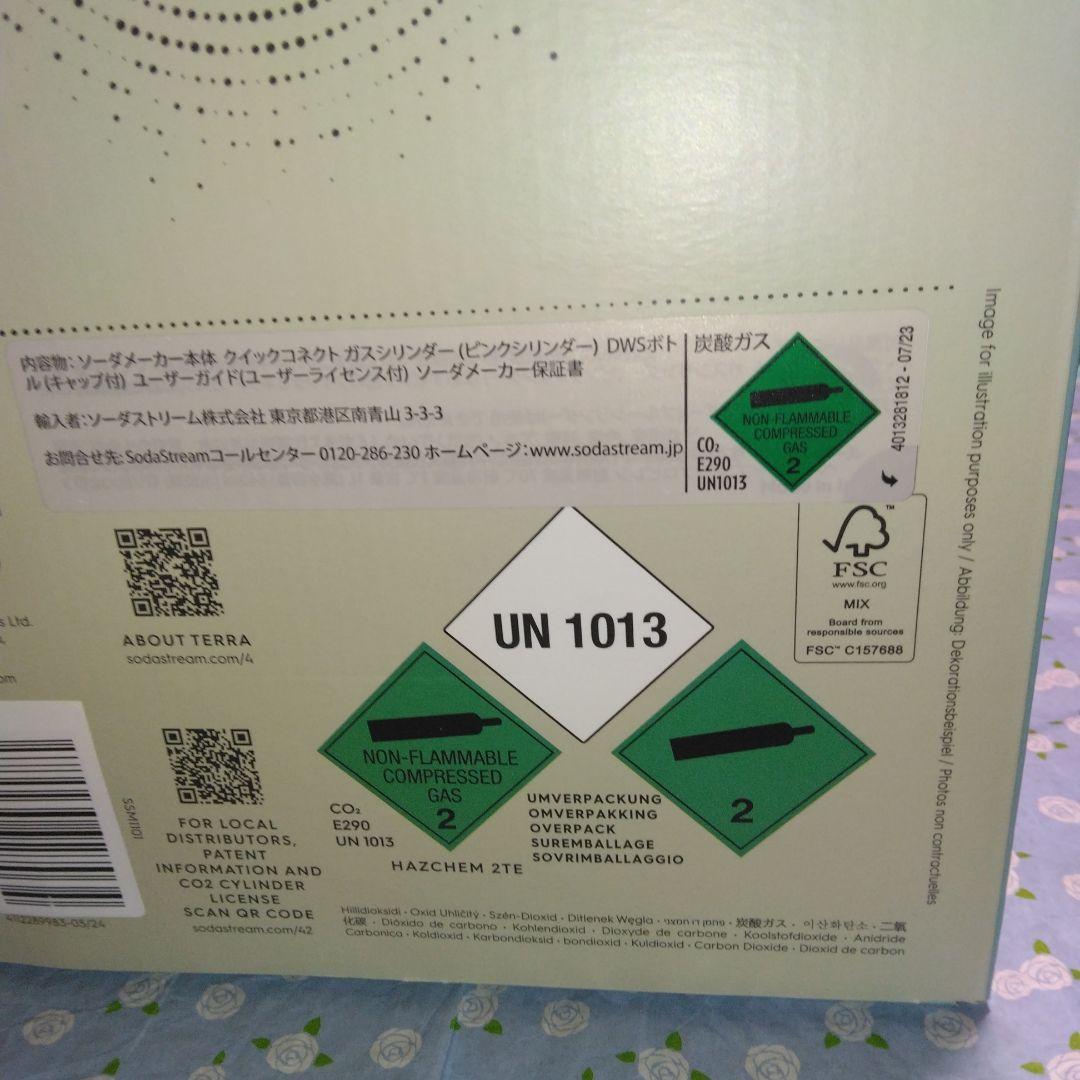 内容物: ソーダメーカー本体 クイックコネクト ガスシリンダー (ピンクシリンダー) DWSボト
ル (キャップ付) ユーザーガイド(ユーザーライセンス付) ソーダメーカー保証書
輸入者:ソーダストリーム株式会社 東京都港区南青山 3-3-3
お問合せ先: SodaStreamコールセンター 0120-286-230 ホームページ:www.sodastream.jp
炭酸ガス
NON-FLAMMABLE
COMPRESSED
GAS
2
CO₂
E290
UN1013
4013281812 - 07/23
Image for illustration purposes only / Abbildung: Dekorationsbeispiel / Photos non contractuelles
FSC
™
www.fsc.org
MIX
Board from
responsible sources
FSC™ C157688
s Ltd.
om
ABOUT TERRA
sodastream.com/4
UN 1013
NON-FLAMMABLE
COMPRESSED
GAS
2
2
CO₂
E290
UN 1013
HAZCHEM 2TE
UMVERPACKUNG
OMVERPAKKING
OVERPACK
SUREMBALLAGE
SOVRIMBALLAGGIO
SSM1101
FOR LOCAL
DISTRIBUTORS,
PATENT
INFORMATION AND
CO2 CYLINDER
LICENSE
SCAN QR CODE
sodastream.com/42
4112289983-05/24
Hiilidioksidi · Oxid Uhličitý · Szén-Dioxid · Ditlenek Węgla · פחמן דו חמצני · 炭酸ガス · 이산화탄소 · 二氧
化碳 · Dióxido de carbono · Kohlendioxid · Dioxyde de carbone · Koolstofdioxide · Anidride
Carbonica · Koldioxid · Karbondioksid · bondioxid · Kuldioxid · Carbon Dioxide · Dioxid de carbon